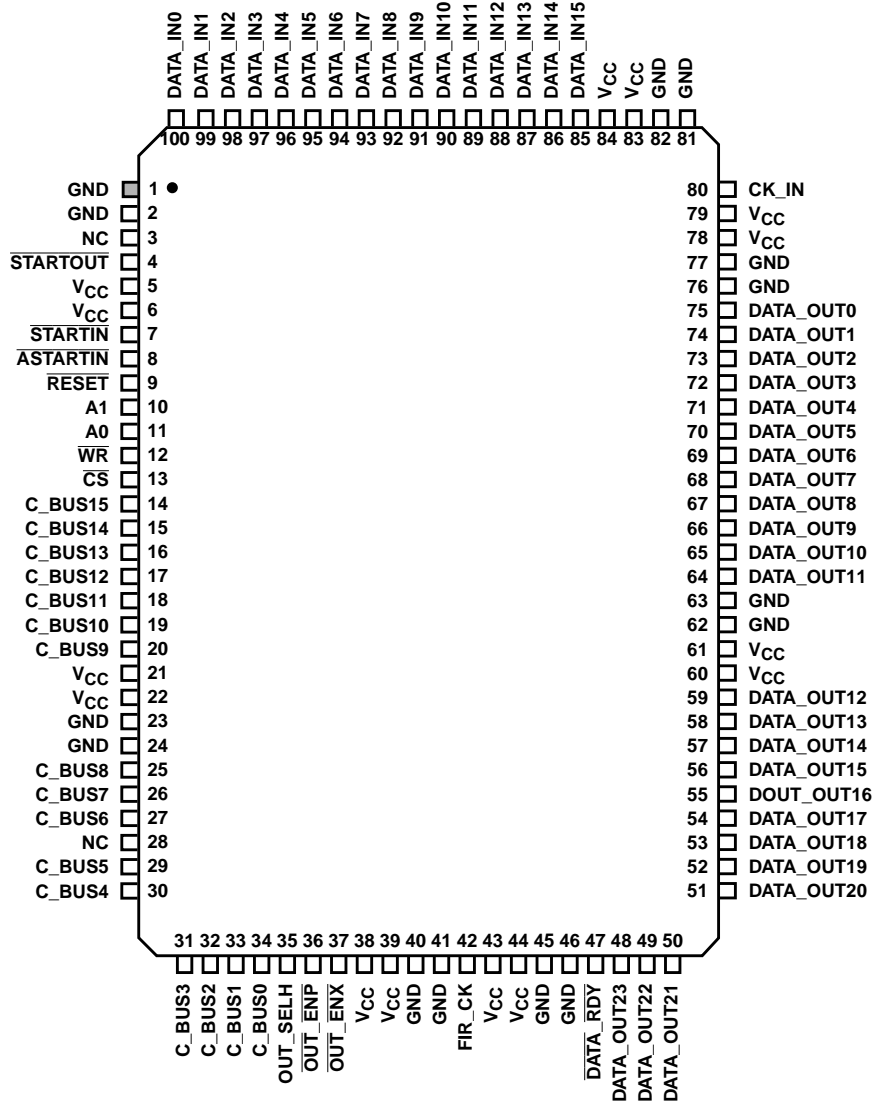 DATA_IN0
DATA_IN1
DATA_IN2
DATA_IN3
DATA_IN4
DATA_IN5
DATA_IN6
DATA_IN7
DATA_IN8
DATA_IN9
DATA_IN10
DATA_IN11
DATA_IN12
DATA_IN13
DATA_IN14
DATA_IN15
VCC
VCC
GND
GND
100 99 98 97 96 95 94 93 92 91 90 89 88 87 86 85 84 83 82 81
GND 1 80 CK_IN
GND 2 79 VCC
NC 3 78 VCC
STARTOUT 4 77 GND
VCC 5 76 GND
VCC 6 75 DATA_OUT0
STARTIN 7 74 DATA_OUT1
ASTARTIN 8 73 DATA_OUT2
RESET 9 72 DATA_OUT3
A1 10 71 DATA_OUT4
A0 11 70 DATA_OUT5
WR 12 69 DATA_OUT6
CS 13 68 DATA_OUT7
C_BUS15 14 67 DATA_OUT8
C_BUS14 15 66 DATA_OUT9
C_BUS13 16 65 DATA_OUT10
C_BUS12 17 64 DATA_OUT11
C_BUS11 18 63 GND
C_BUS10 19 62 GND
C_BUS9 20 61 VCC
VCC 21 60 VCC
VCC 22 59 DATA_OUT12
GND 23 58 DATA_OUT13
GND 24 57 DATA_OUT14
C_BUS8 25 56 DATA_OUT15
C_BUS7 26 55 DOUT_OUT16
C_BUS6 27 54 DATA_OUT17
NC 28 53 DATA_OUT18
C_BUS5 29 52 DATA_OUT19
C_BUS4 30 51 DATA_OUT20
31 32 33 34 35 36 37 38 39 40 41 42 43 44 45 46 47 48 49 50
C_BUS3
C_BUS2
C_BUS1
C_BUS0
OUT_SELH
OUT_ENP
OUT_ENX
VCC
VCC
GND
GND
FIR_CK
VCC
VCC
GND
GND
DATA_RDY
DATA_OUT23
DATA_OUT22
DATA_OUT21